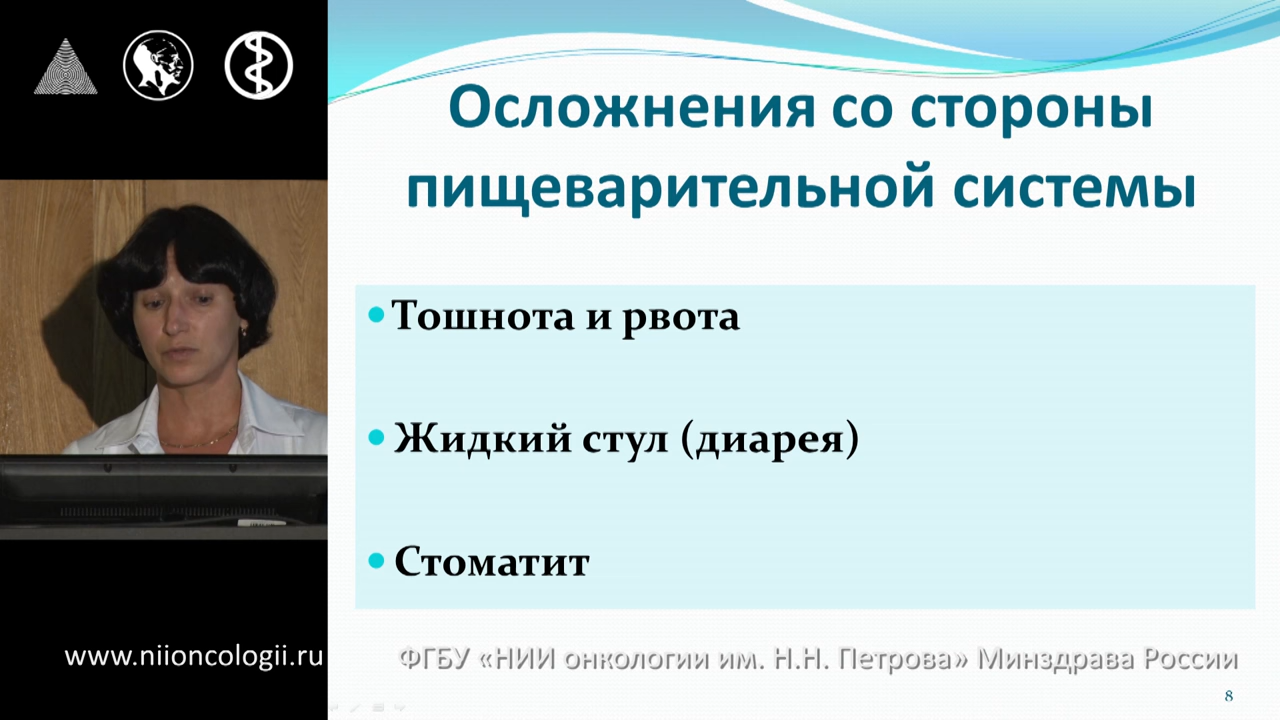 Осложнения со стороны
пищеварительной системы
• Тошнота и рвота
• Жидкий стул (диарея)
• Стоматит
www.niioncologii.ru
ФГБУ «НИИ онкологии им. Н.Н. Петрова» Минздрава России
8